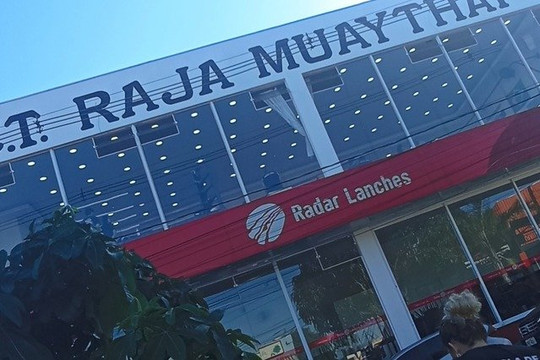 .T. RAJA MUAYTHAI
Radar Lanches